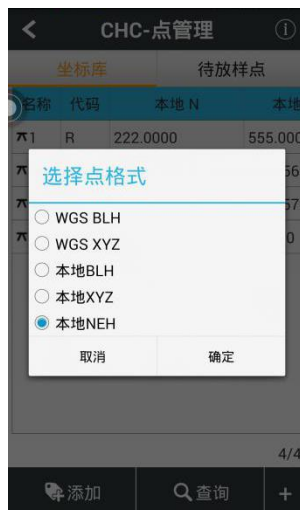 CHC-点管理
坐标库 待放样点
名称 代码 本地 N 本地
1 R 222.0000 555.000
56
选择点格式
57
WGS BLH
0
WGS XYZ
本地BLH
本地XYZ
本地NEH
取消 确定
4/4
添加 查询 +